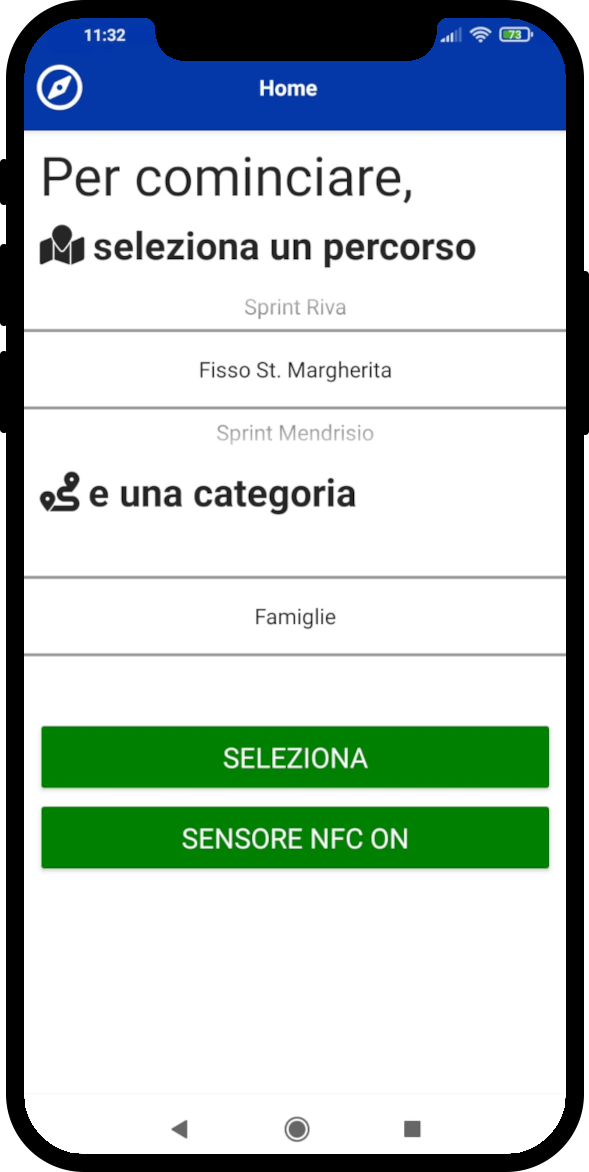 11:32
73
Home
Per cominciare,
seleziona un percorso
Sprint Riva
Fisso St. Margherita
Sprint Mendrisio
e una categoria
Famiglie
SELEZIONA
SENSORE NFC ON